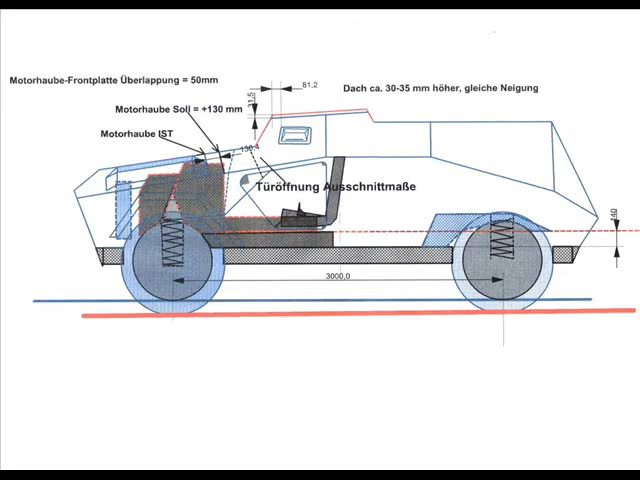 Motorhaube-Frontplatte Überlappung = 50mm
81,2
Dach ca. 30-35 mm höher, gleiche Neigung
31,5
Motorhaube Soll = +130 mm
Motorhaube IST
130,4
Türöffnung Ausschnittmaße
140
3000,0